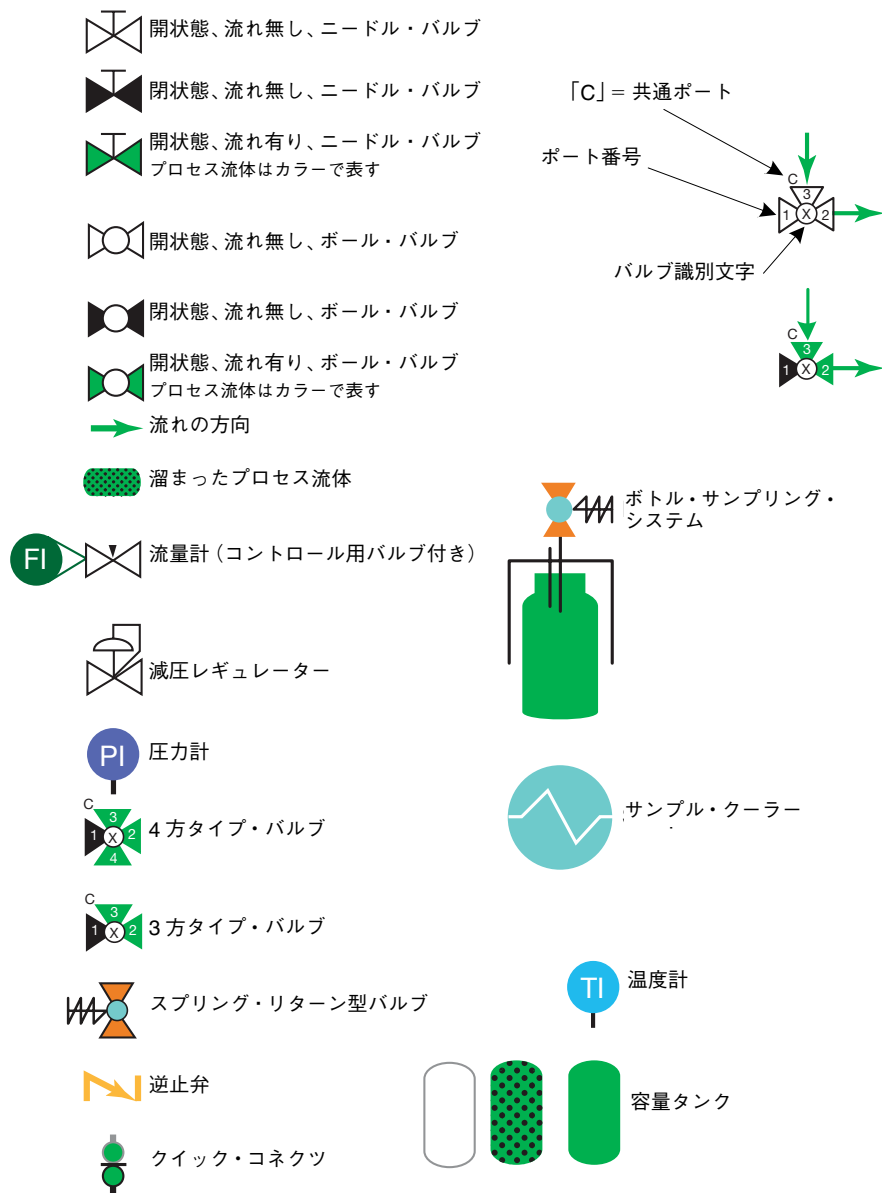 開状態、流れ無し、ニードル・バルブ
閉状態、流れ無し、ニードル・バルブ
開状態、流れ有り、ニードル・バルブ
プロセス流体はカラーで表す
開状態、流れ無し、ボール・バルブ
閉状態、流れ無し、ボール・バルブ
開状態、流れ有り、ボール・バルブ
プロセス流体はカラーで表す
流れの方向
溜まったプロセス流体
FI
流量計（コントロール用バルブ付き）
減圧レギュレーター
PI
圧力計
C
3
1 X 2
4
4方タイプ・バルブ
C
3
1 X 2
3方タイプ・バルブ
スプリング・リターン型バルブ
逆止弁
クイック・コネクツ
「C」= 共通ポート
ポート番号
C
3
1 X 2
バルブ識別文字
C
3
1 X 2
ボトル・サンプリング・
システム
サンプル・クーラー
TI
温度計
容量タンク